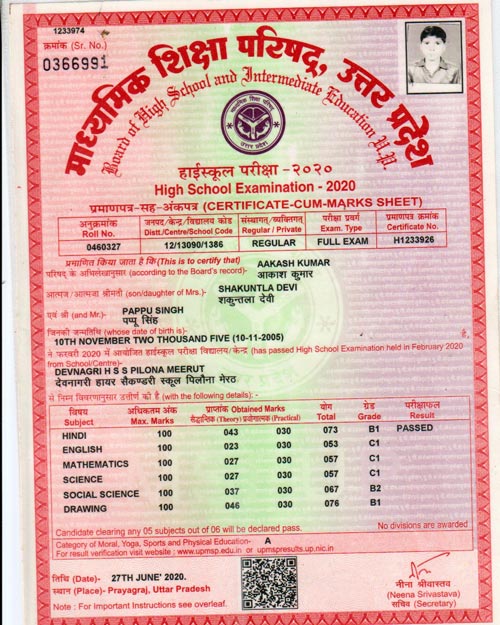 1233974
क्रमांक (Sr. No.)
0366991
माध्यमिक शिक्षा परिषद्, उत्तर प्रदेश
Board of High School and Intermediate Education U.P.
हाईस्कूल परीक्षा -२०२०
High School Examination - 2020
प्रमाणपत्र-सह-अंकपत्र (CERTIFICATE-CUM-MARKS SHEET)
अनुक्रमांक जनपद/केन्द्र/विद्यालय कोड संस्थागत/व्यक्तिगत परीक्षा प्रवर्ग प्रमाणपत्र क्रमांक
Roll No. Distt./Centre/School Code Regular / Private Exam. Type Certificate No.
0460327 12/13090/1386 REGULAR FULL EXAM H1233926
प्रमाणित किया जाता है कि (This is to certify that) AAKASH KUMAR
परिषद् के अभिलेखानुसार (according to the Board's record)- आकाश कुमार
आत्मज / आत्मजा श्रीमती (son/daughter of Mrs.)- SHAKUNTLA DEVI
शकुंतला देवी
एवं श्री (and Mr.)- PAPPU SINGH
पप्पू सिंह
जिनकी जन्मतिथि (whose date of birth is)-
10TH NOVEMBER TWO THOUSAND FIVE (10-11-2005) है,
ने फरवरी 2020 में आयोजित हाईस्कूल परीक्षा विद्यालय/केन्द्र (has passed High School Examination held in February 2020
from School/Centre)-
DEVNAGRI H S S PILONA MEERUT
देवनागरी हायर सैकण्डरी स्कूल पिलौना मेरठ
से निम्न विवरणानुसार उत्तीर्ण की है (with the following details);-
विषय अधिकतम अंक प्राप्तांक Obtained Marks योग ग्रेड परीक्षाफल
Subject Max. Marks सैद्धान्तिक (Theory) प्रयोगात्मक (Practical) Total Grade Result
HINDI 100 043 030 073 B1 PASSED
ENGLISH 100 023 030 053 C1
MATHEMATICS 100 027 030 057 C1
SCIENCE 100 027 030 057 C1
SOCIAL SCIENCE 100 037 030 067 B2
DRAWING 100 046 030 076 B1
Candidate clearing any 05 subjects out of 06 will be declared pass. No divisions are awarded
Category of Moral, Yoga, Sports and Physical Education- A
For result verification visit website ; www.upmsp.edu.in or upmspresults.up.nic.in
तिथि (Date)- 27TH JUNE' 2020.
स्थान (Place)- Prayagraj, Uttar Pradesh
Note : For Important Instructions see overleaf.
नीना श्रीवास्तव
(Neena Srivastava)
सचिव (Secretary)